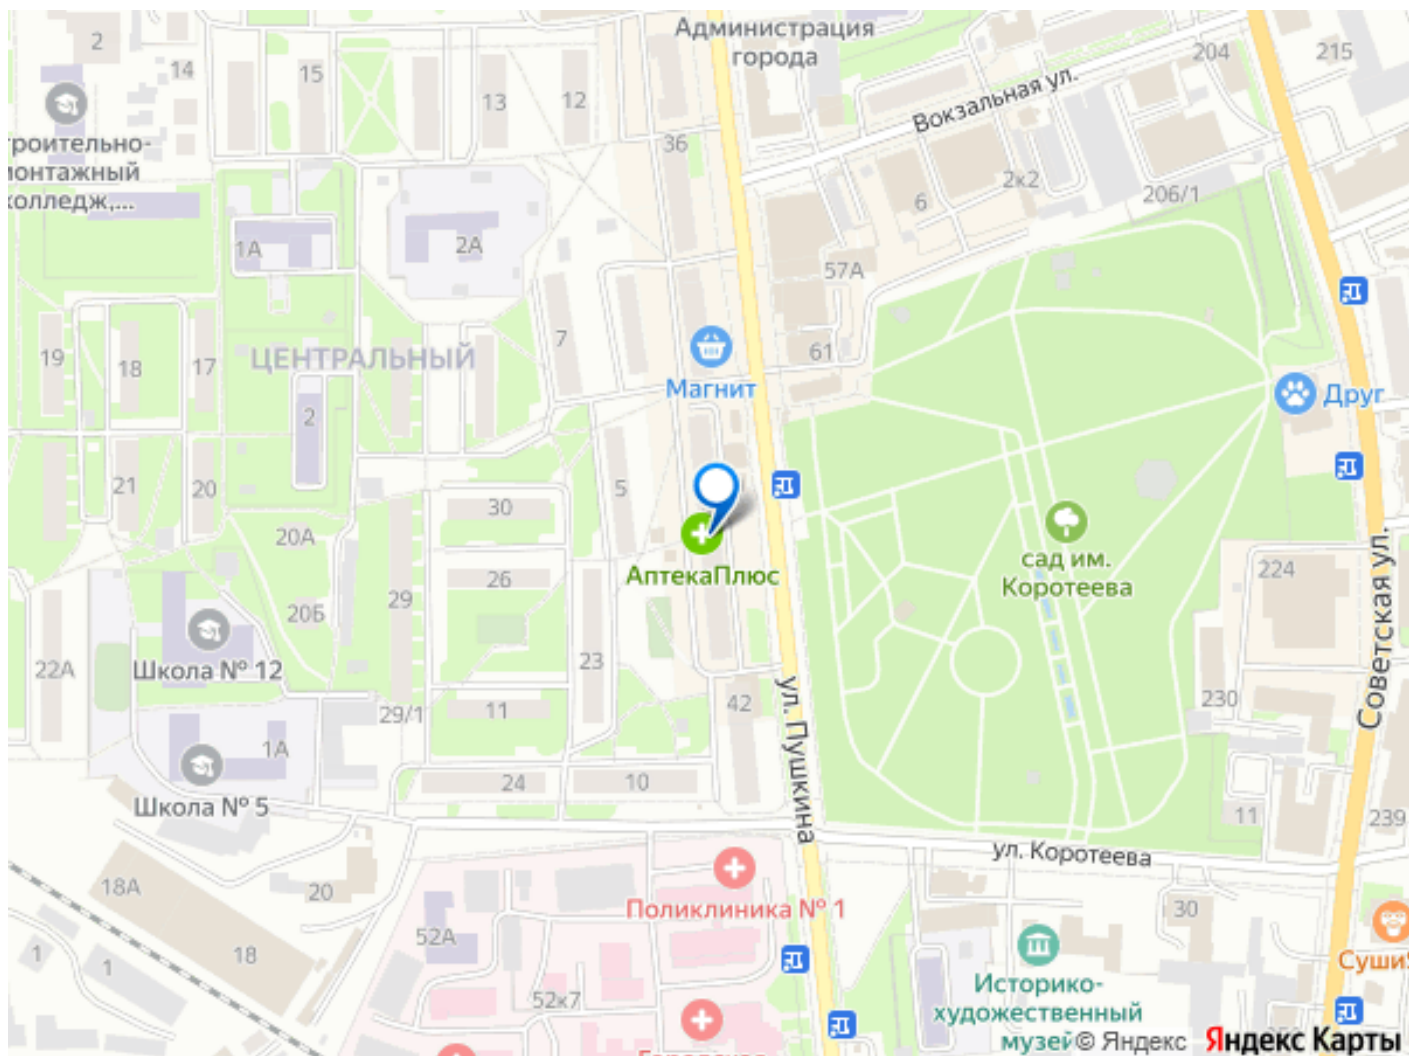 Администрация
города
2
14
15
13
12
36
204
215
Вокзальная ул.
троительно-
монтажный
колледж,...
2к2
206/1
6
1А
2А
57А
7
61
19
18
17
ЦЕНТРАЛЬНЫЙ
Магнит
Друг
2
21
20
5
30
20А
сад им.
Коротеева
АптекаПлюс
26
29
224
20Б
Советская ул.
Школа № 12
22А
23
230
29/1
11
42
ул. Пушкина
1А
24
10
Школа № 5
11
239
ул. Коротеева
18А
20
Поликлиника № 1
30
52А
18
1
1
Суши
Историко-
художественный
музей
52к7
Городская
© Яндекс
Яндекс Карты